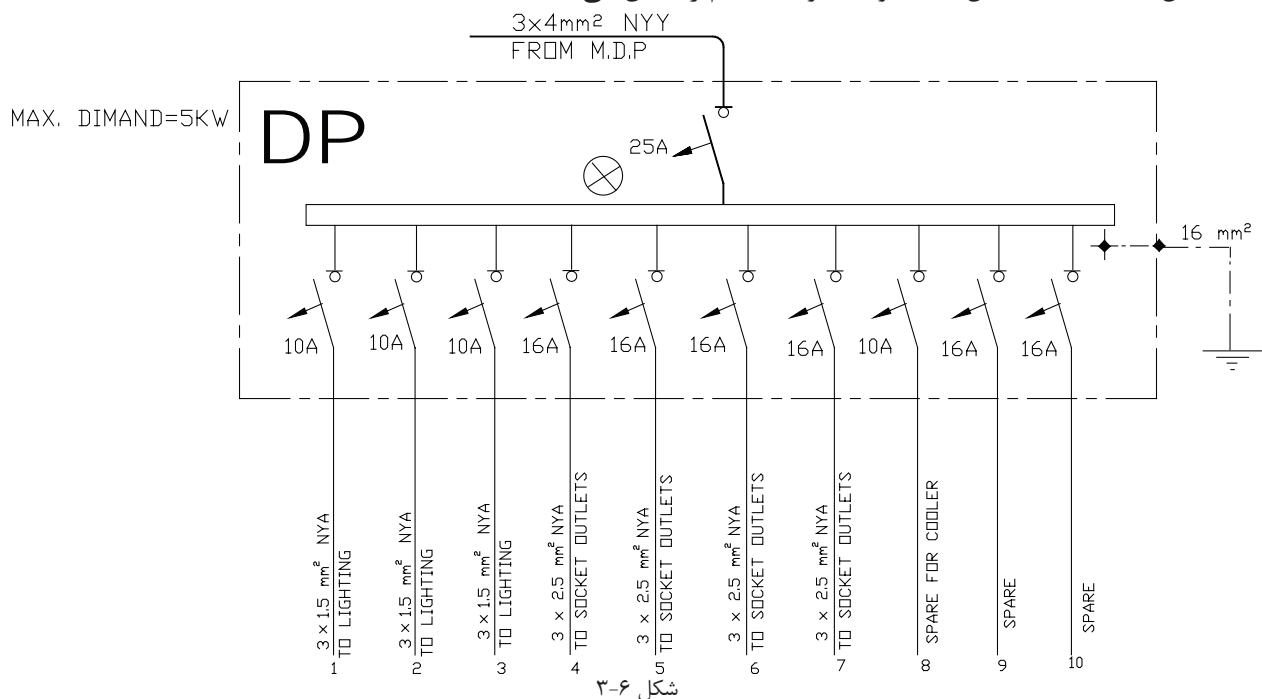 3x4mm² NYY
FROM M.D.P
MAX. DIMAND=5KW
DP
25A
16 mm²
10A
10A
10A
16A
16A
16A
16A
10A
16A
16A
3 x 1.5 mm² NYA
TO LIGHTING
3 x 1.5 mm² NYA
TO LIGHTING
3 x 1.5 mm² NYA
TO LIGHTING
3 x 2.5 mm² NYA
TO SOCKET OUTLETS
3 x 2.5 mm² NYA
TO SOCKET OUTLETS
3 x 2.5 mm² NYA
TO SOCKET OUTLETS
3 x 2.5 mm² NYA
TO SOCKET OUTLETS
SPARE FOR COOLER
SPARE
SPARE
1 2 3 4 5 6 7 8 9 10
شکل ۶-۳